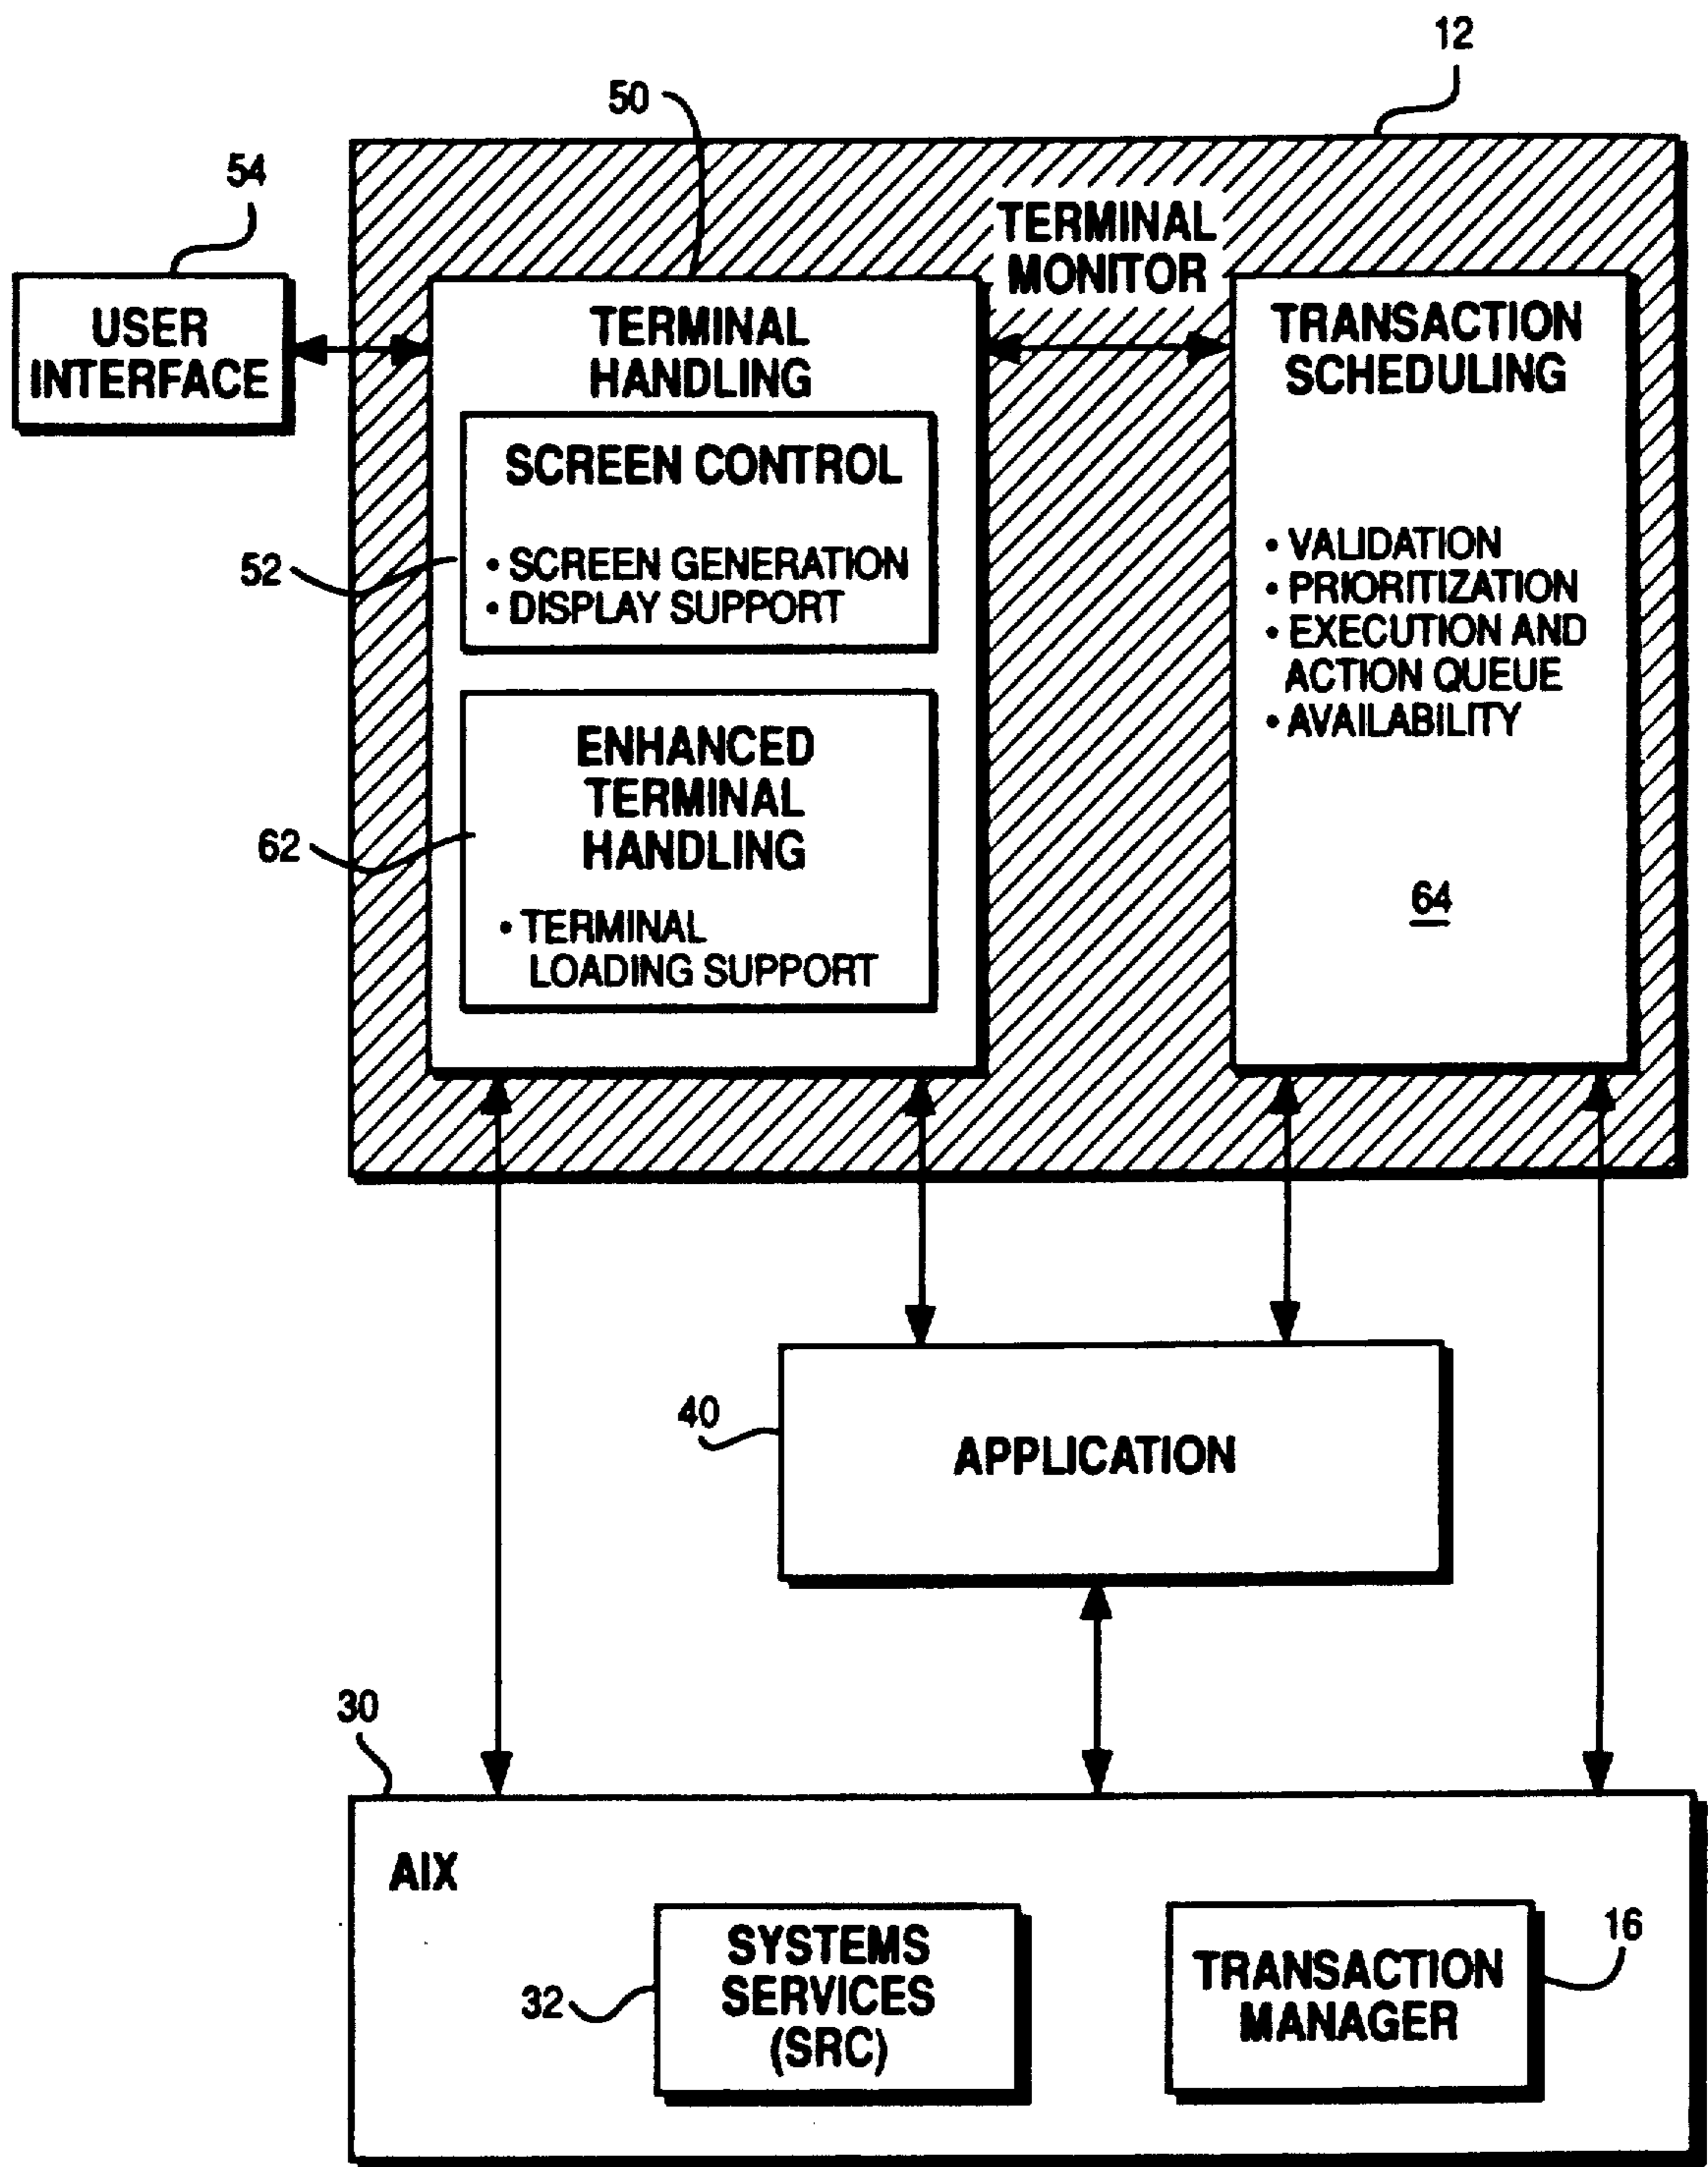 12
50
54
TERMINAL
MONITOR
USER
INTERFACE
TERMINAL
HANDLING
SCREEN CONTROL
52
• SCREEN GENERATION
• DISPLAY SUPPORT
ENHANCED
TERMINAL
HANDLING
62
• TERMINAL
LOADING SUPPORT
TRANSACTION
SCHEDULING
• VALIDATION
• PRIORITIZATION
• EXECUTION AND
ACTION QUEUE
• AVAILABILITY
64
40
APPLICATION
30
AIX
SYSTEMS
SERVICES
(SRC)
32
TRANSACTION
MANAGER
16